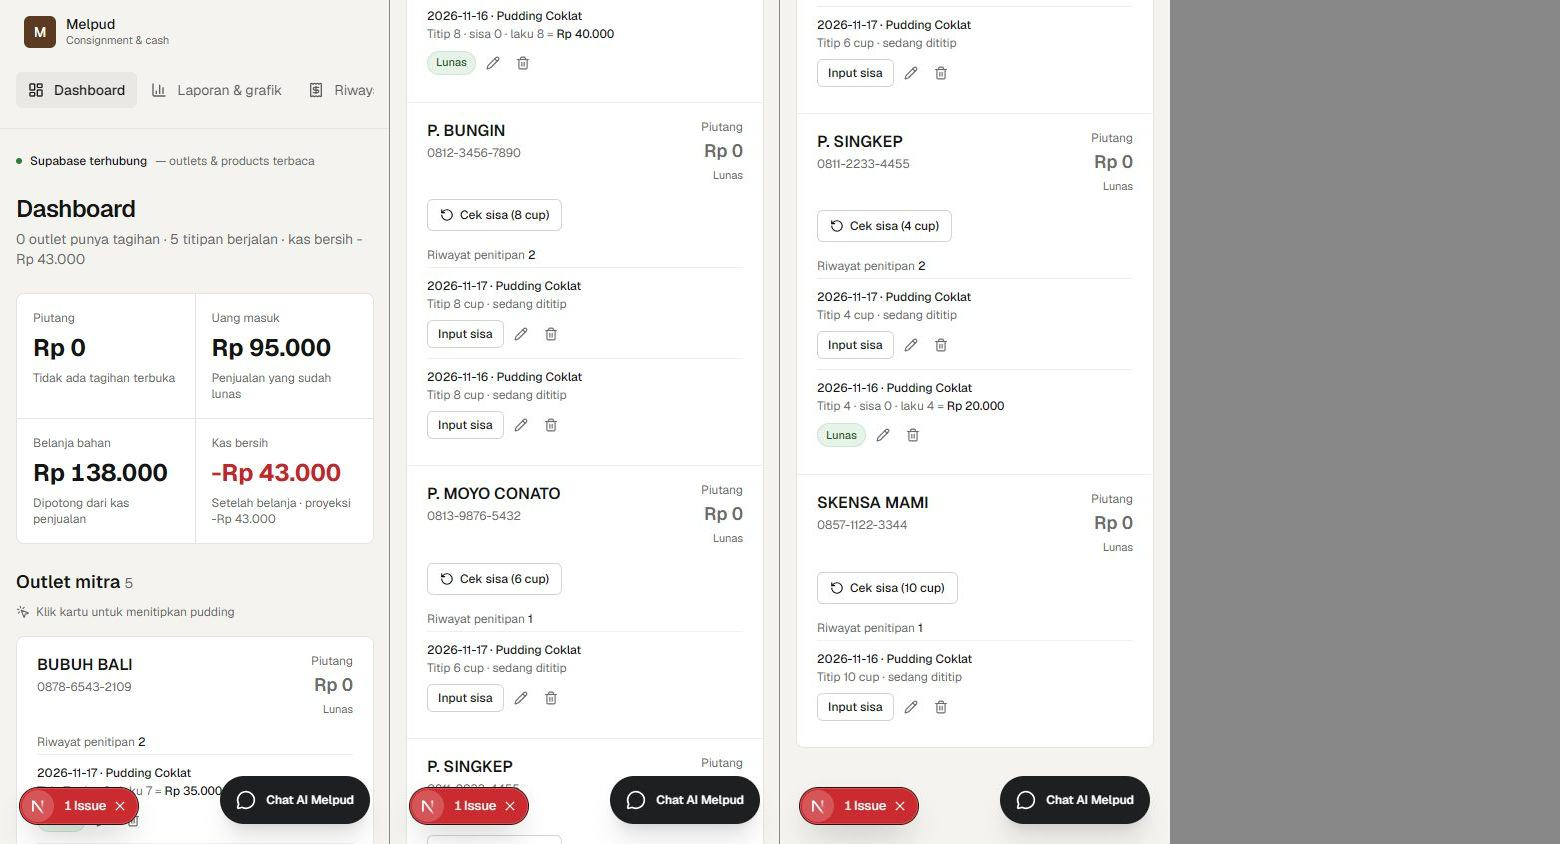 M
Melpud
Consignment & cash
Dashboard
Laporan & grafik
Riway
Supabase terhubung — outlets & products terbaca
Dashboard
0 outlet punya tagihan · 5 titipan berjalan · kas bersih -
Rp 43.000
Piutang
Rp 0
Tidak ada tagihan terbuka
Uang masuk
Rp 95.000
Penjualan yang sudah
lunas
Belanja bahan
Rp 138.000
Dipotong dari kas
penjualan
Kas bersih
-Rp 43.000
Setelah belanja · proyeksi
-Rp 43.000
Outlet mitra 5
Klik kartu untuk menitipkan pudding
BUBUH BALI
0878-6543-2109
Piutang
Rp 0
Lunas
Riwayat penitipan 2
2026-11-17 · Pudding Coklat
ku 7 = Rp 35.000
1 Issue
Chat AI Melpud
2026-11-16 · Pudding Coklat
Titip 8 · sisa 0 · laku 8 = Rp 40.000
Lunas
P. BUNGIN
0812-3456-7890
Piutang
Rp 0
Lunas
Cek sisa (8 cup)
Riwayat penitipan 2
2026-11-17 · Pudding Coklat
Titip 8 cup · sedang dititip
Input sisa
2026-11-16 · Pudding Coklat
Titip 8 cup · sedang dititip
Input sisa
P. MOYO CONATO
0813-9876-5432
Piutang
Rp 0
Lunas
Cek sisa (6 cup)
Riwayat penitipan 1
2026-11-17 · Pudding Coklat
Titip 6 cup · sedang dititip
Input sisa
P. SINGKEP
Piutang
1 Issue
Chat AI Melpud
2026-11-17 · Pudding Coklat
Titip 6 cup · sedang dititip
Input sisa
P. SINGKEP
0811-2233-4455
Piutang
Rp 0
Lunas
Cek sisa (4 cup)
Riwayat penitipan 2
2026-11-17 · Pudding Coklat
Titip 4 cup · sedang dititip
Input sisa
2026-11-16 · Pudding Coklat
Titip 4 · sisa 0 · laku 4 = Rp 20.000
Lunas
SKENSA MAMI
0857-1122-3344
Piutang
Rp 0
Lunas
Cek sisa (10 cup)
Riwayat penitipan 1
2026-11-16 · Pudding Coklat
Titip 10 cup · sedang dititip
Input sisa
1 Issue
Chat AI Melpud